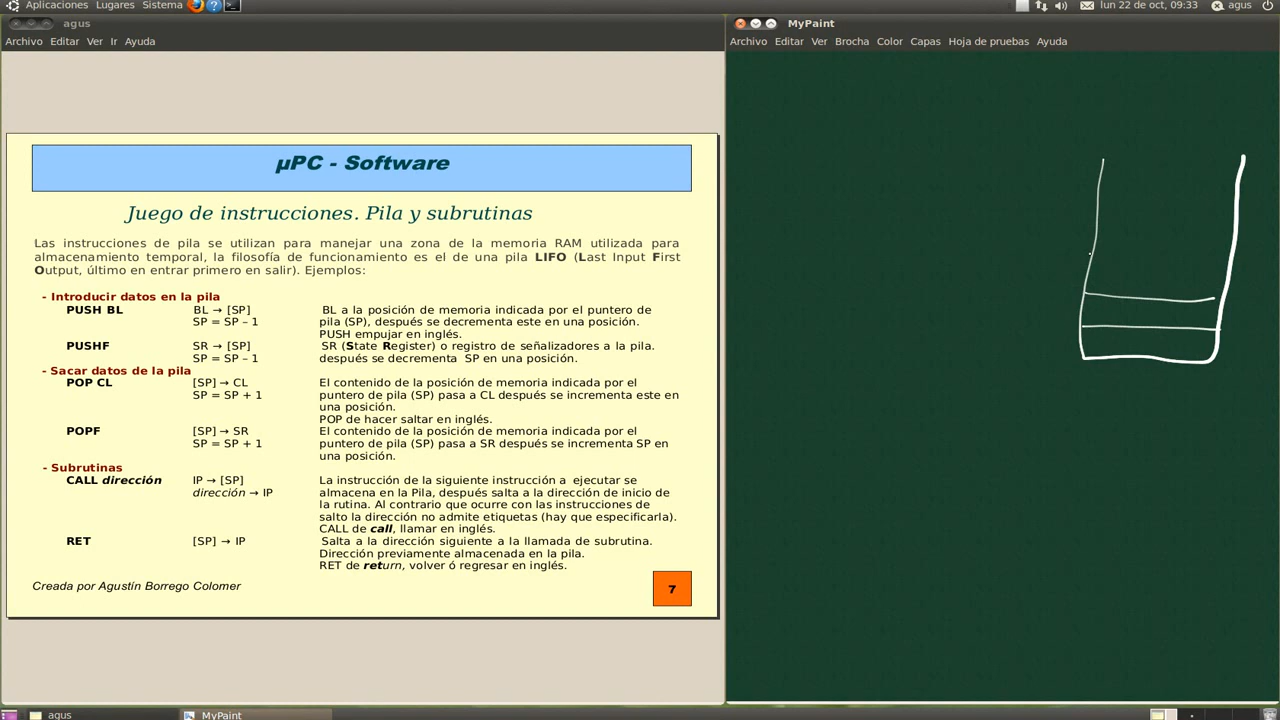 Aplicaciones Lugares Sistema
lun 22 de oct, 09:33 agus
agus
Archivo Editar Ver Ir Ayuda
MyPaint
Archivo Editar Ver Brocha Color Capas Hoja de pruebas Ayuda
µPC - Software
Juego de instrucciones. Pila y subrutinas
Las instrucciones de pila se utilizan para manejar una zona de la memoria RAM utilizada para
almacenamiento temporal, la filosofía de funcionamiento es el de una pila LIFO (Last Input First
Output, último en entrar primero en salir). Ejemplos:
- Introducir datos en la pila
PUSH BL BL → [SP] BL a la posición de memoria indicada por el puntero de
SP = SP – 1 pila (SP), después se decrementa este en una posición.
PUSH empujar en inglés.
PUSHF SR → [SP] SR (State Register) o registro de señalizadores a la pila.
SP = SP – 1 después se decrementa SP en una posición.
- Sacar datos de la pila
POP CL [SP] → CL El contenido de la posición de memoria indicada por el
SP = SP + 1 puntero de pila (SP) pasa a CL después se incrementa este en
una posición.
POP de hacer saltar en inglés.
POPF [SP] → SR El contenido de la posición de memoria indicada por el
SP = SP + 1 puntero de pila (SP) pasa a SR después se incrementa SP en
una posición.
- Subrutinas
CALL dirección IP → [SP] La instrucción de la siguiente instrucción a ejecutar se
dirección → IP almacena en la Pila, después salta a la dirección de inicio de
la rutina. Al contrario que ocurre con las instrucciones de
salto la dirección no admite etiquetas (hay que especificarla).
CALL de call, llamar en inglés.
RET [SP] → IP Salta a la dirección siguiente a la llamada de subrutina.
Dirección previamente almacenada en la pila.
RET de return, volver ó regresar en inglés.
Creada por Agustín Borrego Colomer
7
agus MyPaint